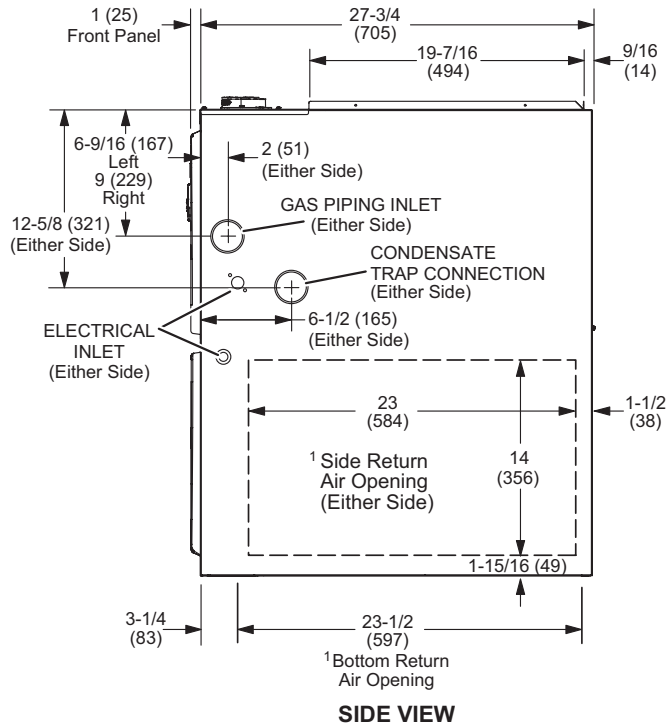 1 (25)
Front Panel
27-3/4
(705)
19-7/16
(494)
9/16
(14)
6-9/16 (167)
Left
9 (229)
Right
2 (51)
(Either Side)
12-5/8 (321)
(Either Side)
GAS PIPING INLET
(Either Side)
CONDENSATE
TRAP CONNECTION
(Either Side)
6-1/2 (165)
(Either Side)
ELECTRICAL
INLET
(Either Side)
23
(584)
1-1/2
(38)
1 Side Return
Air Opening
(Either Side)
14
(356)
1-15/16 (49)
3-1/4
(83)
23-1/2
(597)
1 Bottom Return
Air Opening
SIDE VIEW